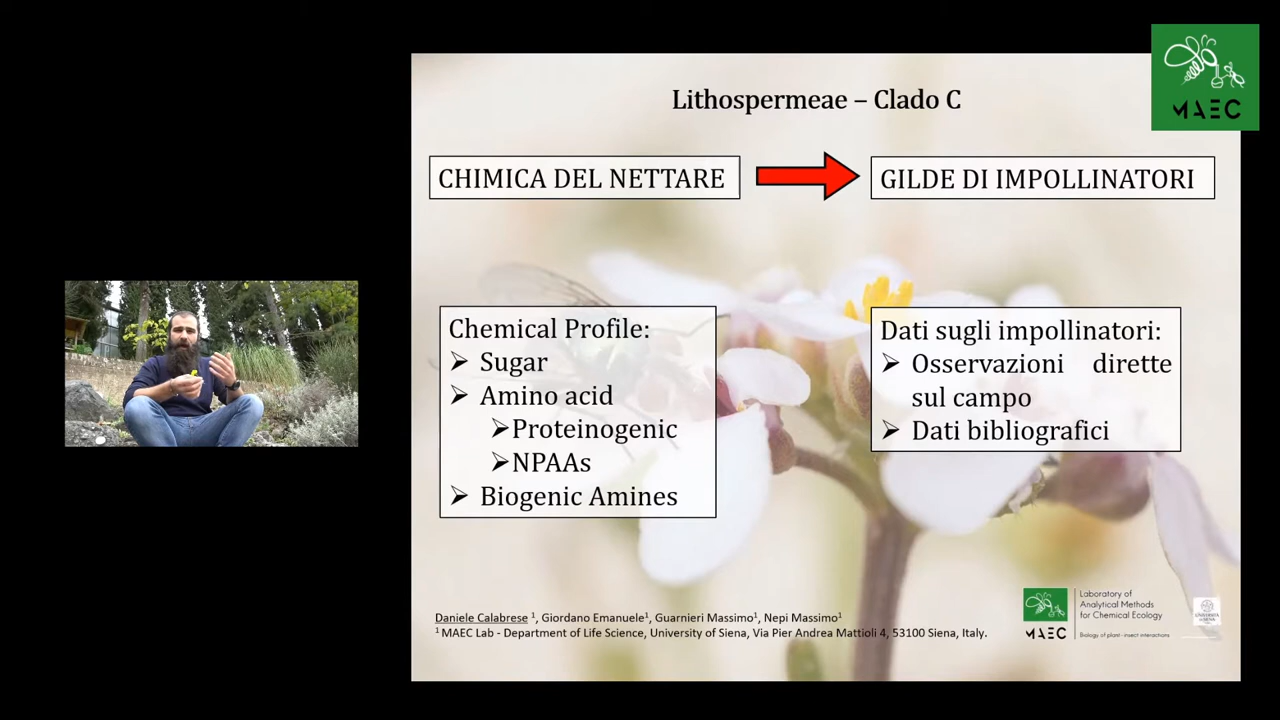 MAEC
Lithospermeae – Clado C
CHIMICA DEL NETTARE
GILDE DI IMPOLLINATORI
Chemical Profile:
➢ Sugar
➢ Amino acid
➢Proteinogenic
➢NPAAs
➢ Biogenic Amines
Dati sugli impollinatori:
➢ Osservazioni dirette
sul campo
➢ Dati bibliografici
Daniele Calabrese ¹, Giordano Emanuele¹, Guarnieri Massimo¹, Nepi Massimo¹
¹ MAEC Lab - Department of Life Science, University of Siena, Via Pier Andrea Mattioli 4, 53100 Siena, Italy.
MAEC
Laboratory of
Analytical Methods
for Chemical Ecology
Biology of plant-insect interactions